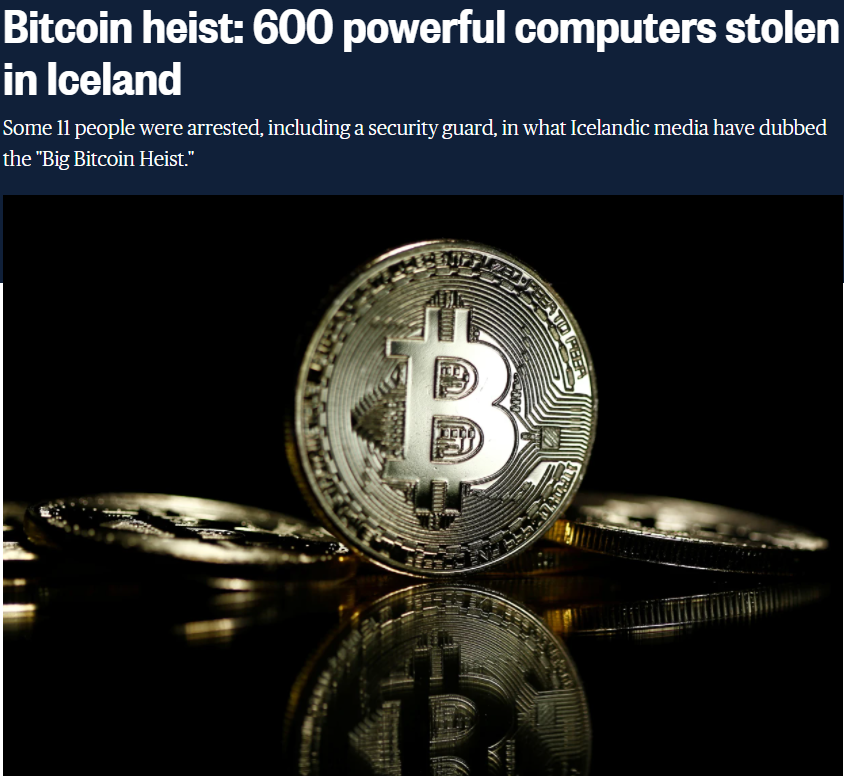 Bitcoin heist: 600 powerful computers stolen
in Iceland
Some 11 people were arrested, including a security guard, in what Icelandic media have dubbed
the "Big Bitcoin Heist."